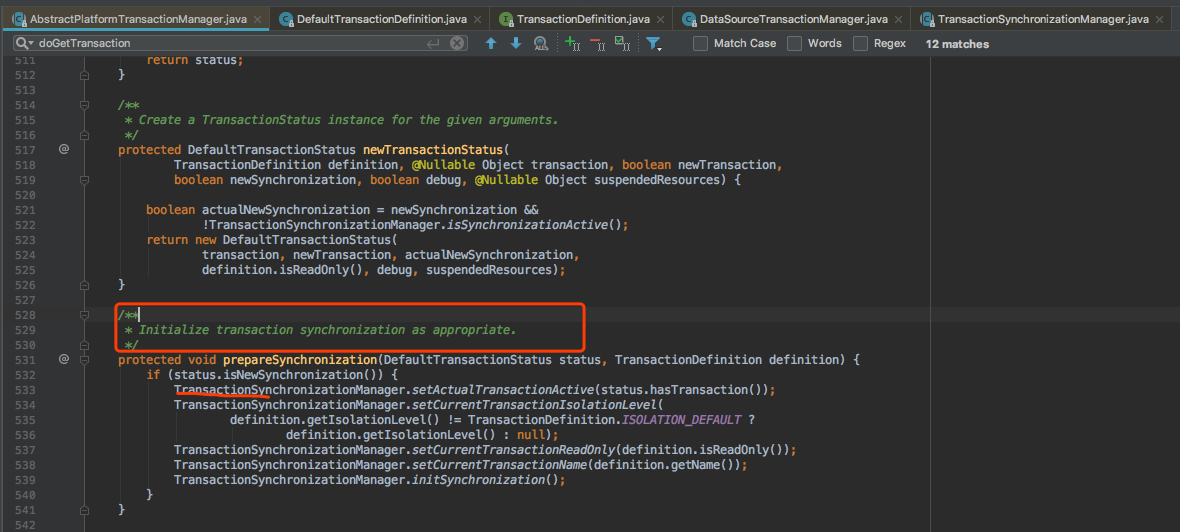 AbstractPlatformTransactionManager.java DefaultTransactionDefinition.java TransactionDefinition.java DataSourceTransactionManager.java TransactionSynchronizationManager.java
doGetTransaction Match Case Words Regex 12 matches
511 return status;
512 }
513
514 /**
515 * Create a TransactionStatus instance for the given arguments.
516 */
517 @ protected DefaultTransactionStatus newTransactionStatus(
518 TransactionDefinition definition, @Nullable Object transaction, boolean newTransaction,
519 boolean newSynchronization, boolean debug, @Nullable Object suspendedResources) {
520
521 boolean actualNewSynchronization = newSynchronization &&
522 !TransactionSynchronizationManager.isSynchronizationActive();
523 return new DefaultTransactionStatus(
524 transaction, newTransaction, actualNewSynchronization,
525 definition.isReadOnly(), debug, suspendedResources);
526 }
527
528 /**
529 * Initialize transaction synchronization as appropriate.
530 */
531 @ protected void prepareSynchronization(DefaultTransactionStatus status, TransactionDefinition definition) {
532 if (status.isNewSynchronization()) {
533 TransactionSynchronizationManager.setActualTransactionActive(status.hasTransaction());
534 TransactionSynchronizationManager.setCurrentTransactionIsolationLevel(
535 definition.getIsolationLevel() != TransactionDefinition.ISOLATION_DEFAULT ?
536 definition.getIsolationLevel() : null);
537 TransactionSynchronizationManager.setCurrentTransactionReadOnly(definition.isReadOnly());
538 TransactionSynchronizationManager.setCurrentTransactionName(definition.getName());
539 TransactionSynchronizationManager.initSynchronization();
540 }
541 }
542